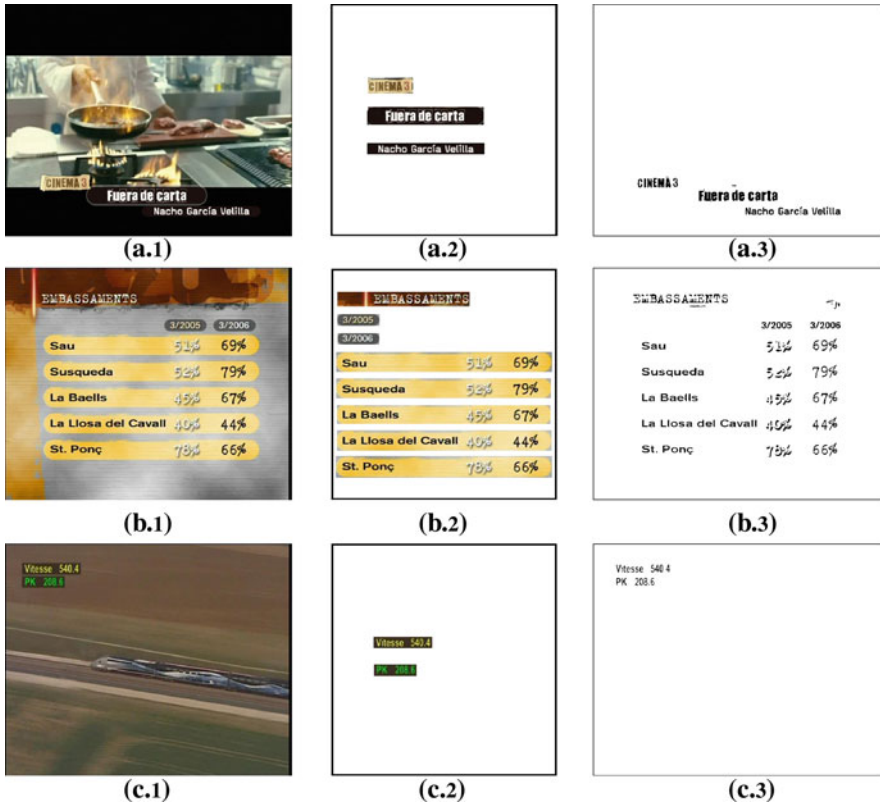 CINEMA 3
Fuera de carta
Nacho García Velilla
CINEMA 3
Fuera de carta
Nacho García Velilla
CINEMA 3
Fuera de carta
Nacho García Velilla
(a.1) (a.2) (a.3)
EMBASSAMENTS
3/2005 3/2006
Sau 51% 69%
Susqueda 52% 79%
La Baells 45% 67%
La Llosa del Cavall 40% 44%
St. Ponç 78% 66%
EMBASSAMENTS
3/2005
3/2006
Sau 51% 69%
Susqueda 52% 79%
La Baells 45% 67%
La Llosa del Cavall 40% 44%
St. Ponç 78% 66%
EMBASSAMENTS
3/2005 3/2006
Sau 51% 69%
Susqueda 52% 79%
La Baells 45% 67%
La Llosa del Cavall 40% 44%
St. Ponç 78% 66%
(b.1) (b.2) (b.3)
Vitesse 540.4
PK 208.6
Vitesse 540.4
PK 208.6
Vitesse 540 4
PK 208.6
(c.1) (c.2) (c.3)